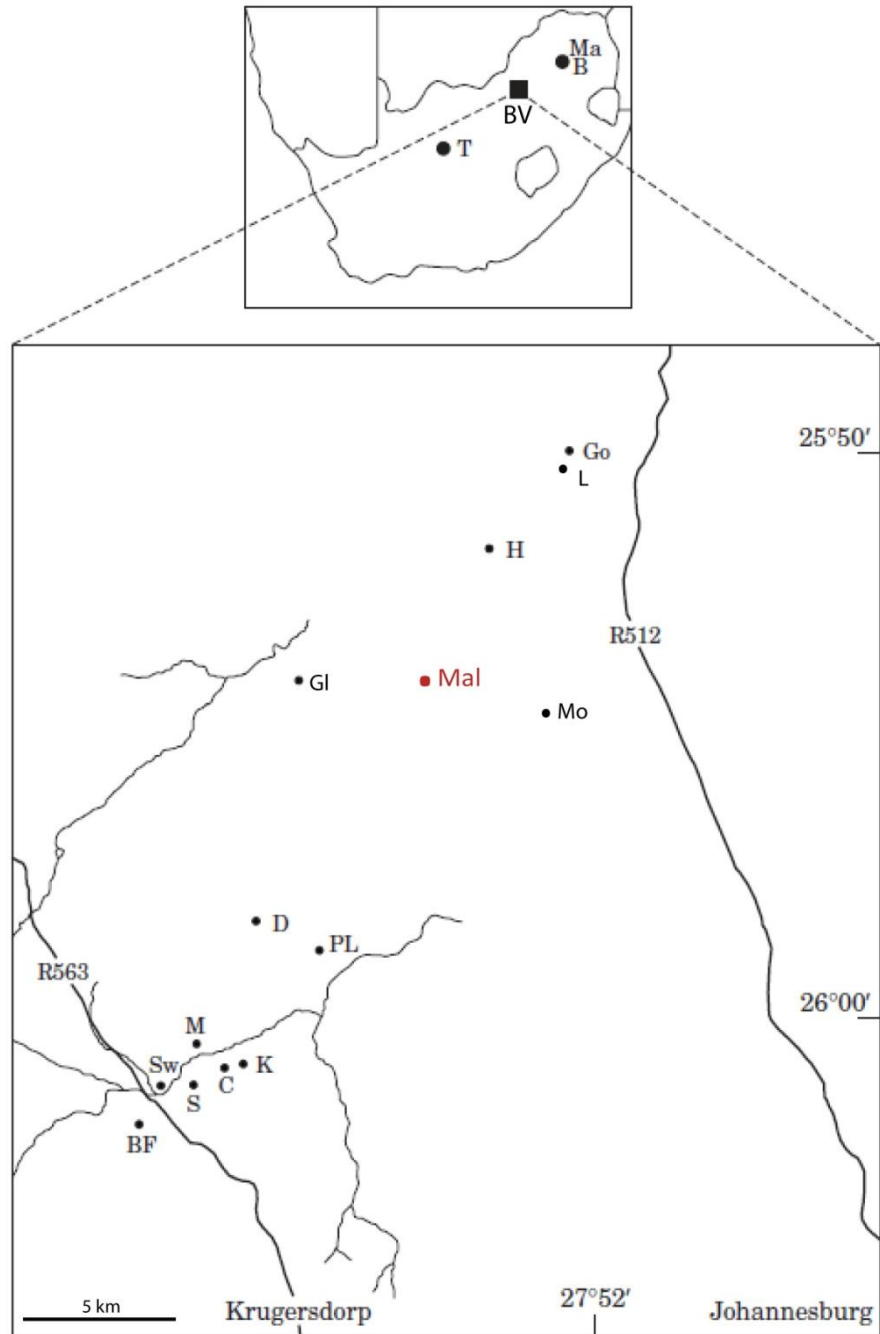 Ma
B
BV
T
25°50'
Go
L
H
R512
Gl
Mal
Mo
D
PL
R563
26°00'
M
Sw
C
K
S
BF
5 km
Krugersdorp
27°52'
Johannesburg